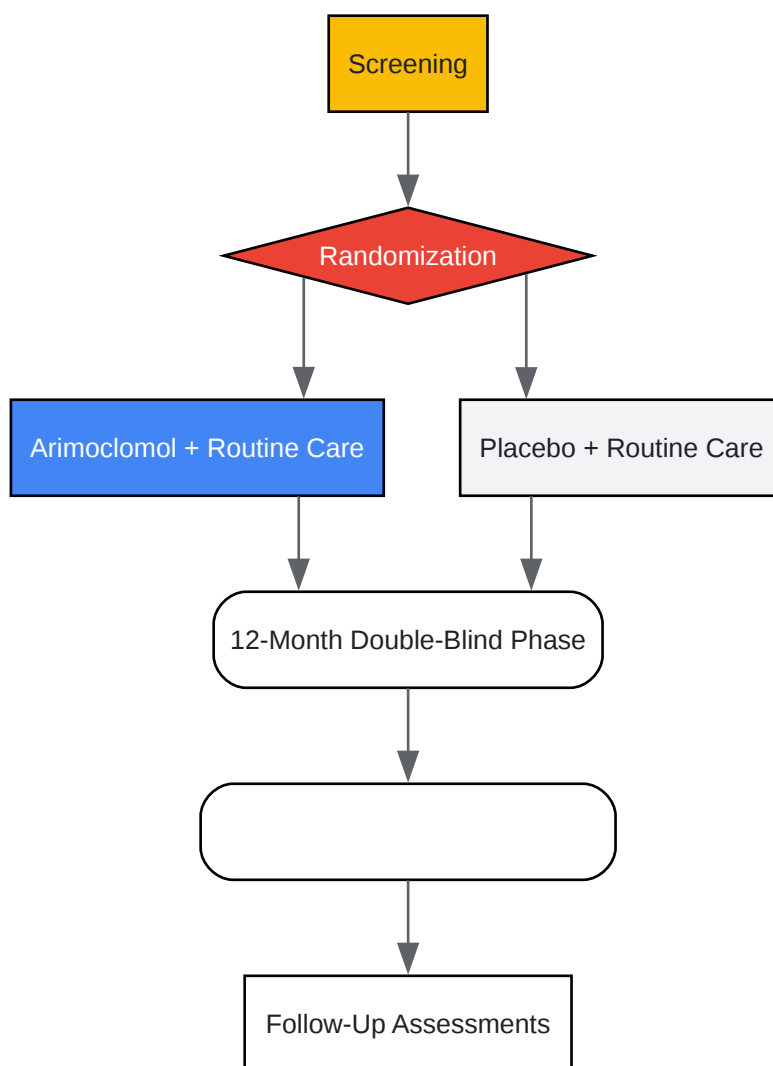 Screening
Randomization
Arimoclomol + Routine Care
Placebo + Routine Care
12-Month Double-Blind Phase
Follow-Up Assessments